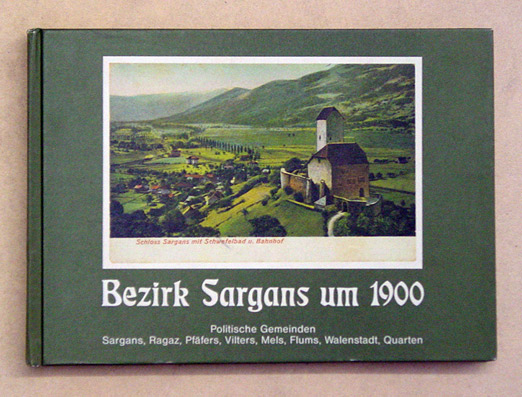 Schloss Sargans mit Schwefelbad u. Bahnhof
Bezirk Sargans um 1900
Politische Gemeinden
Sargans, Ragaz, Pfäfers, Vilters, Mels, Flums, Walenstadt, Quarten